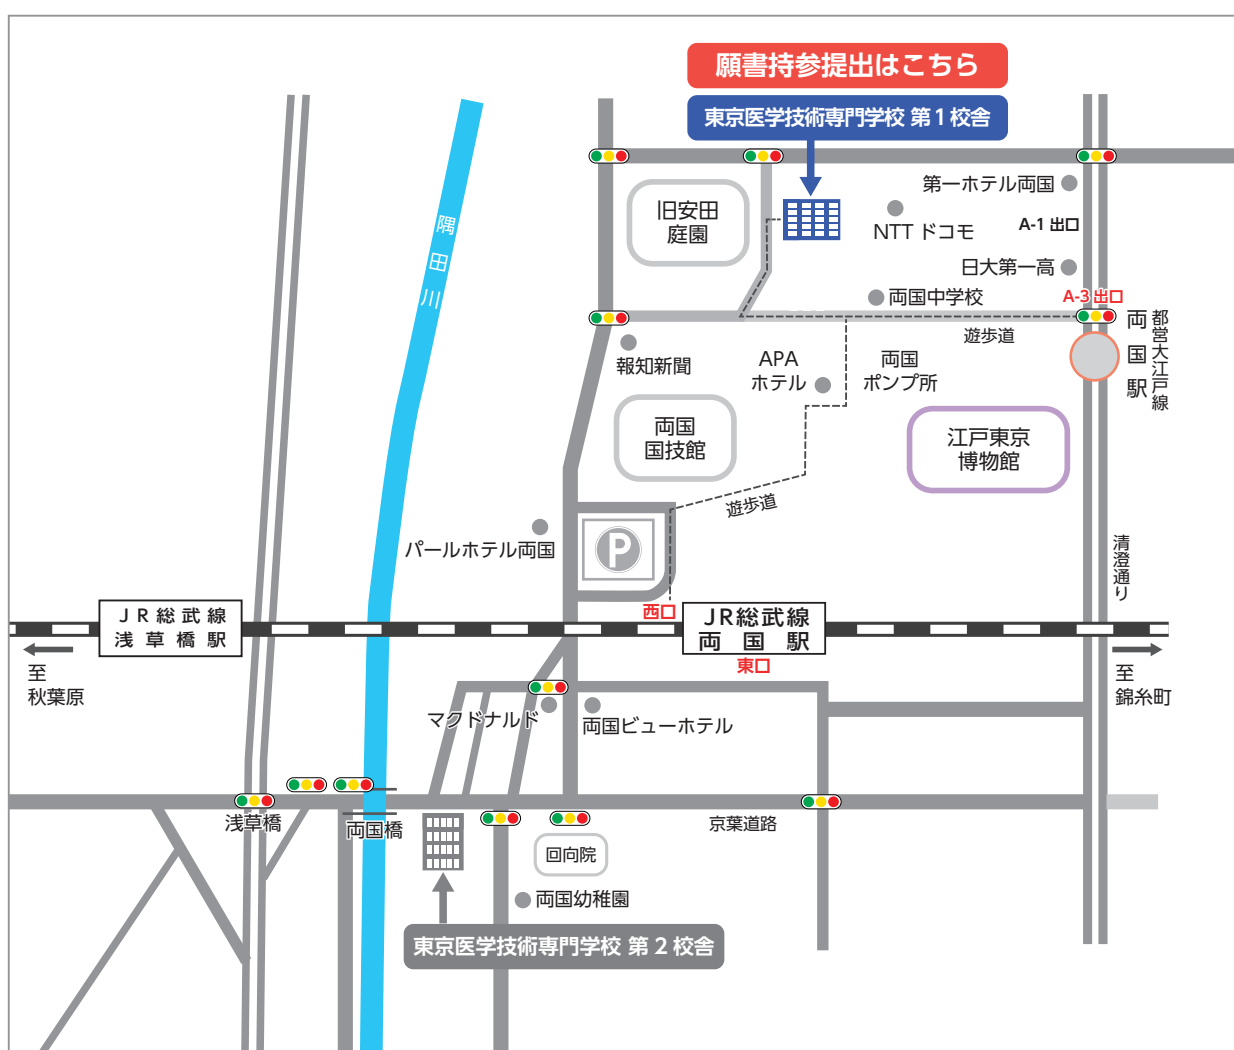 願書持参提出はこちら
東京医学技術専門学校 第1校舎
第一ホテル両国
旧安田
庭園
NTT ドコモ
A-1 出口
隅田川
日大第一高
両国中学校
A-3 出口
遊歩道
両国駅
都営大江戸線
報知新聞
APA
ホテル
両国
ポンプ所
両国
国技館
江戸東京
博物館
遊歩道
P
パールホテル両国
清澄通り
西口
JR総武線
浅草橋駅
JR総武線
両国駅
東口
至
秋葉原
至
錦糸町
マクドナルド
両国ビューホテル
浅草橋
両国橋
京葉道路
回向院
両国幼稚園
東京医学技術専門学校 第2校舎